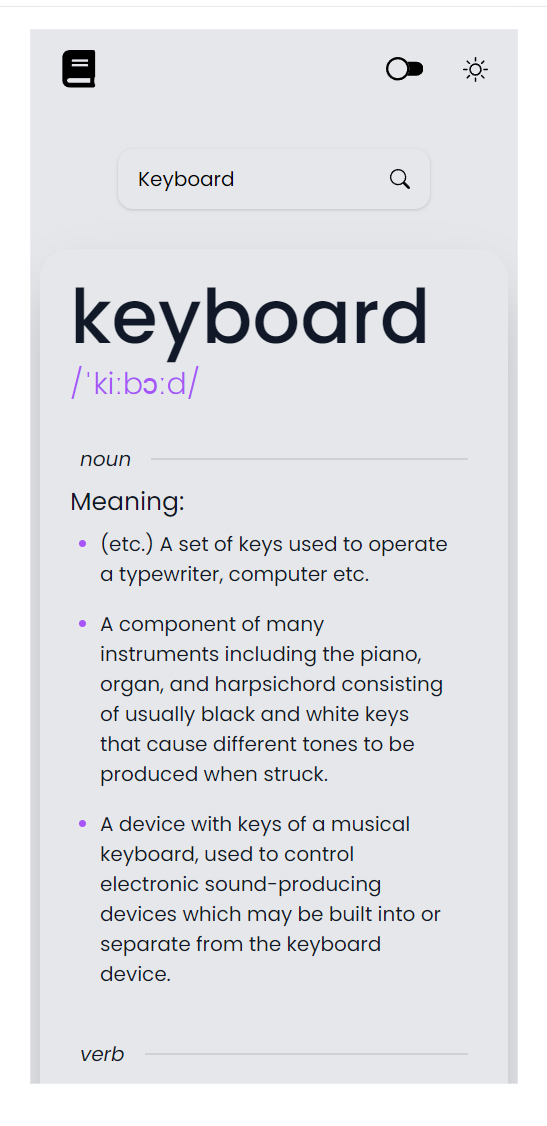 Keyboard
keyboard
/ˈkiːbɔːd/
noun
Meaning:
(etc.) A set of keys used to operate
a typewriter, computer etc.
A component of many
instruments including the piano,
organ, and harpsichord consisting
of usually black and white keys
that cause different tones to be
produced when struck.
A device with keys of a musical
keyboard, used to control
electronic sound-producing
devices which may be built into or
separate from the keyboard
device.
verb